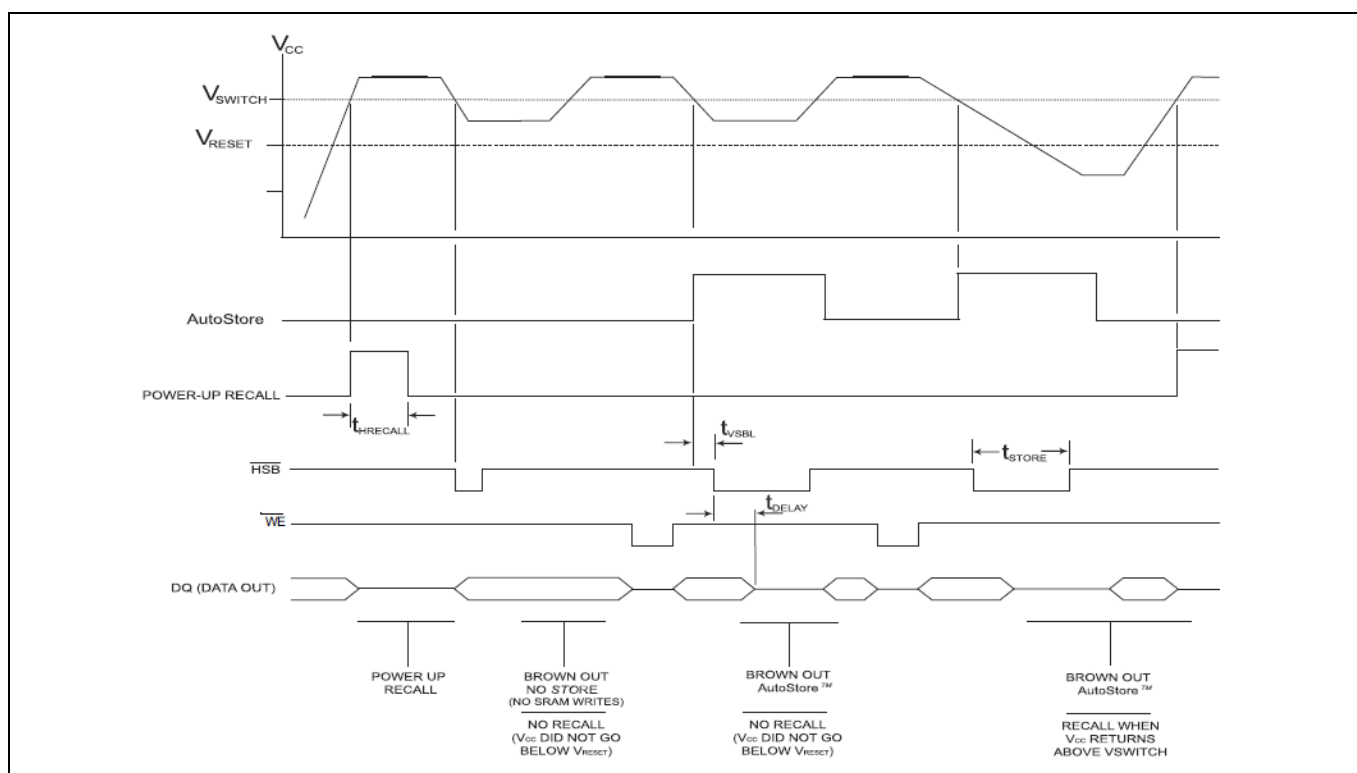 VCC
VSWITCH
VRESET
AutoStore
POWER-UP RECALL
tHRECALL
tVSBL
HSB
tSTORE
tDELAY
WE
DQ (DATA OUT)
POWER UP
RECALL
BROWN OUT
NO STORE
(NO SRAM WRITES)
NO RECALL
(VCC DID NOT GO
BELOW VRESET)
BROWN OUT
AutoStore™
NO RECALL
(VCC DID NOT GO
BELOW VRESET)
BROWN OUT
AutoStore™
RECALL WHEN
VCC RETURNS
ABOVE VSWITCH